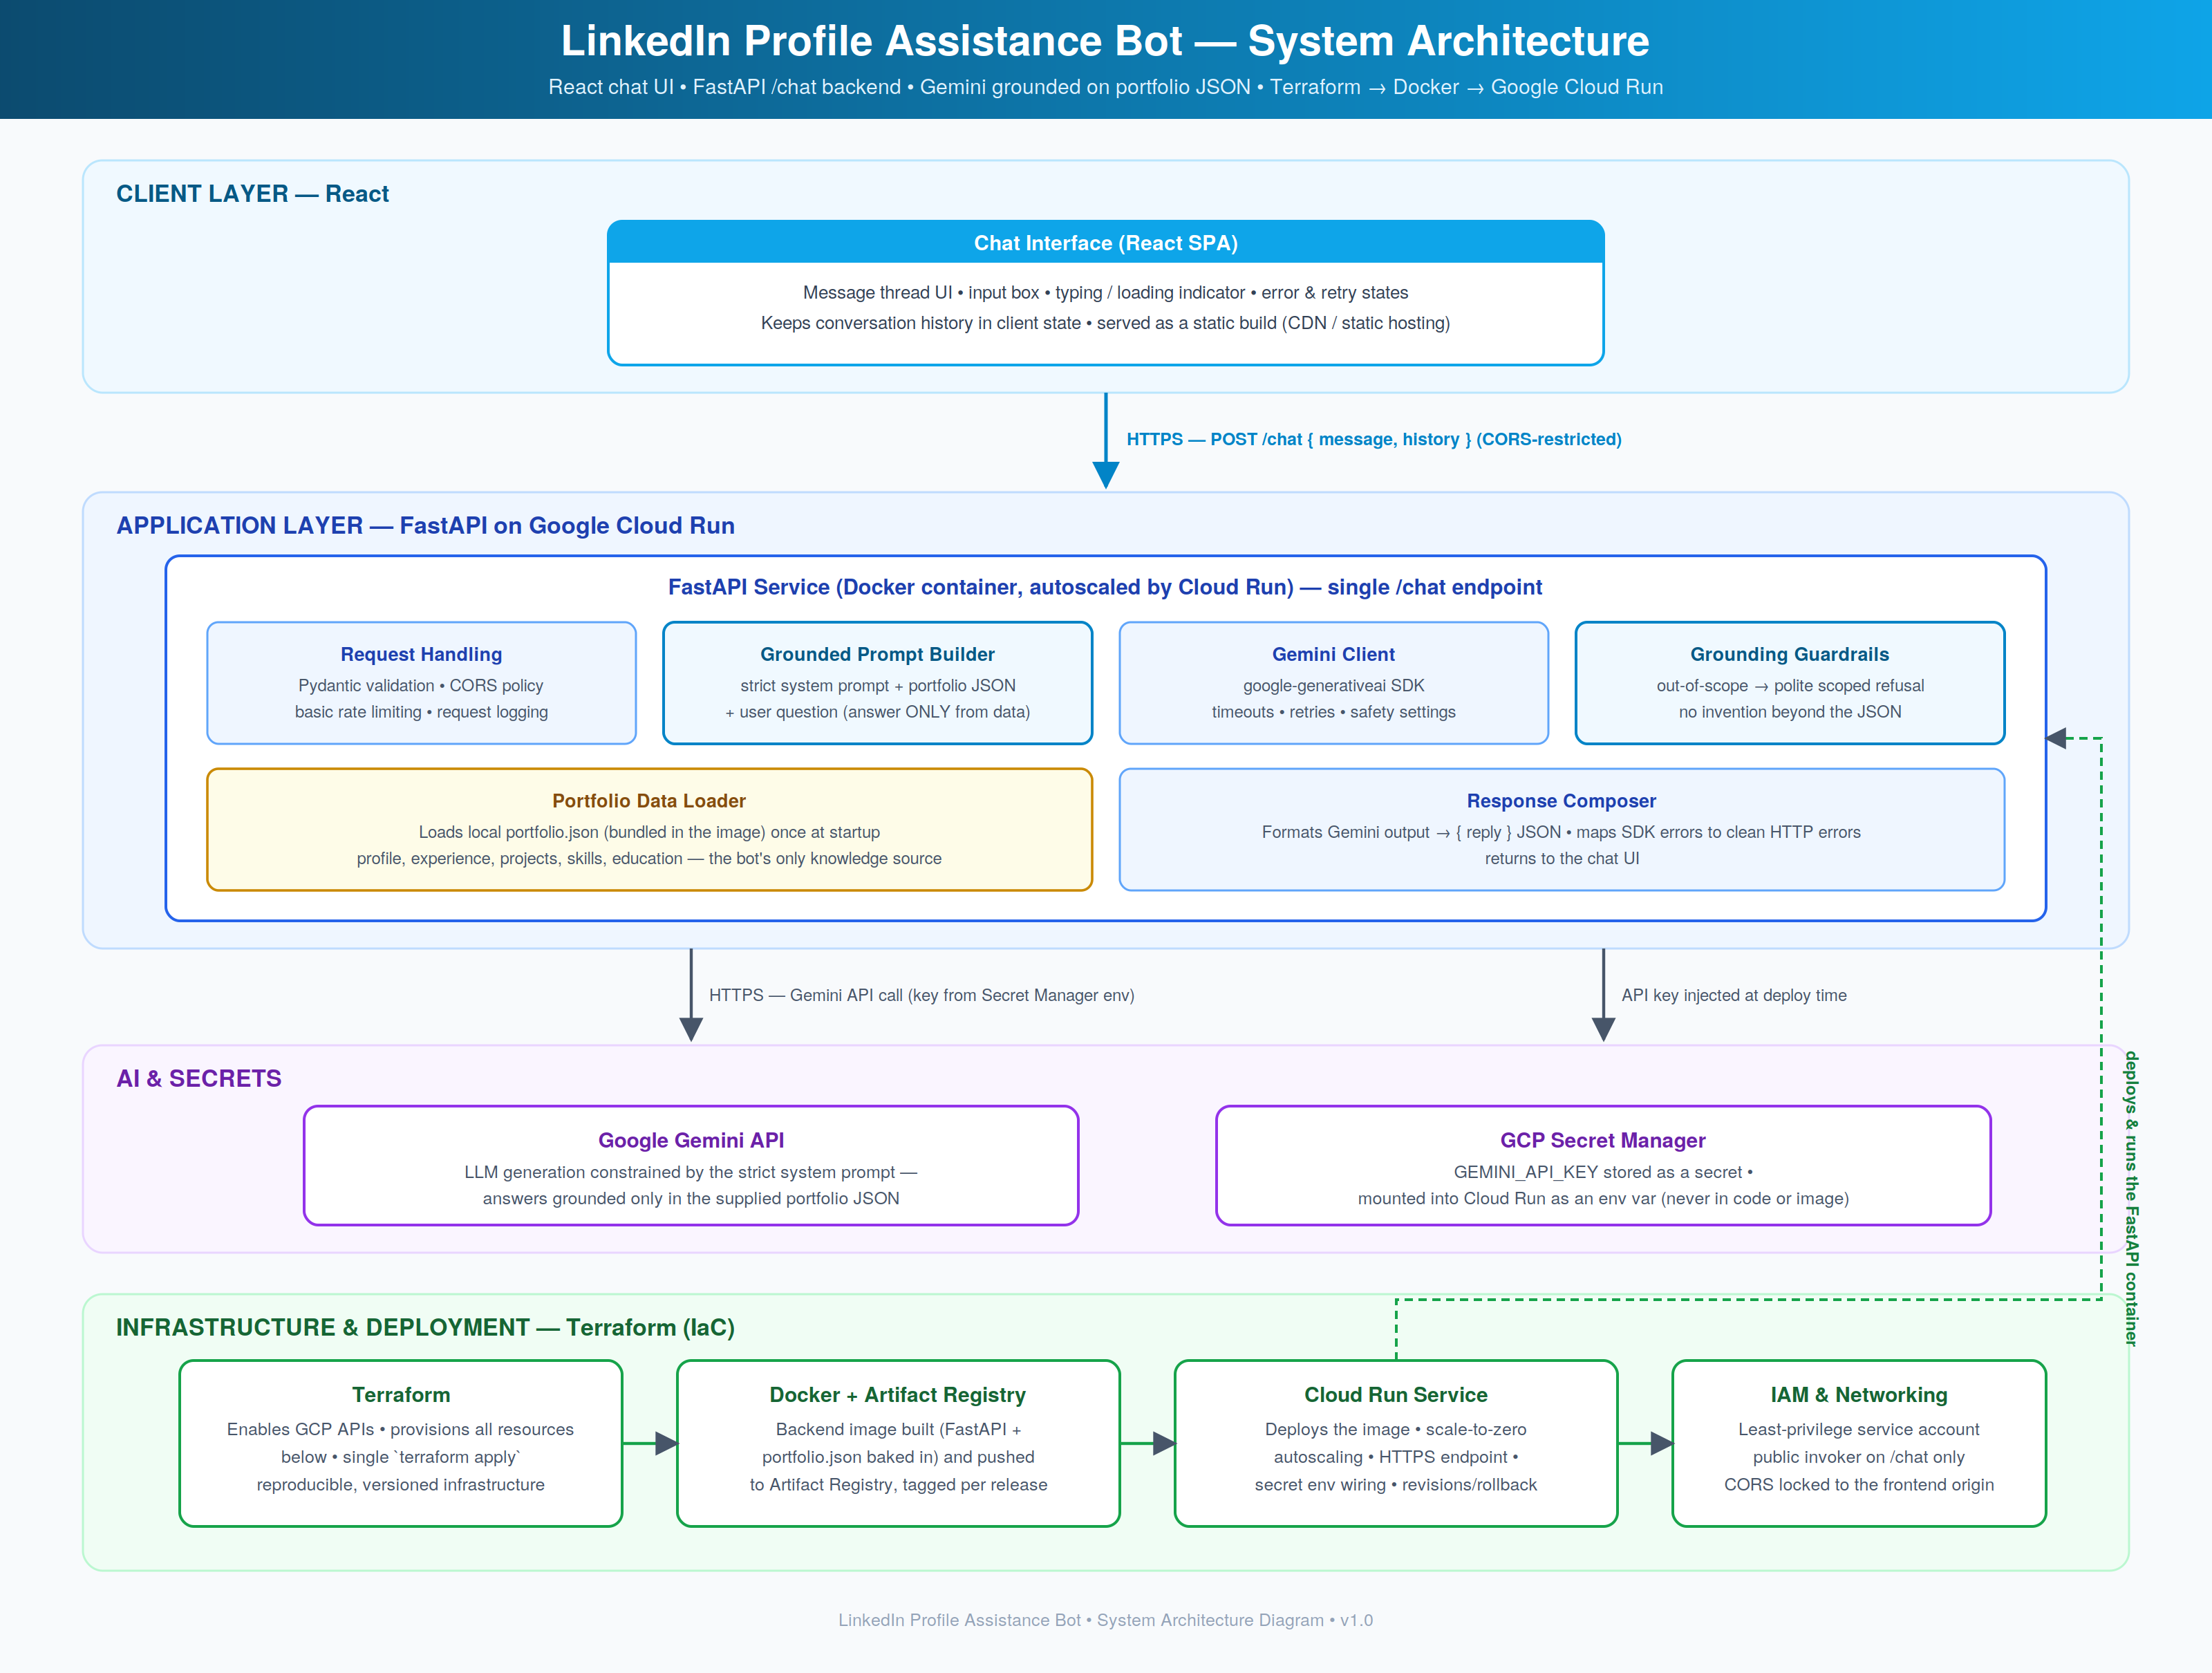 LinkedIn Profile Assistance Bot — System Architecture
React chat UI • FastAPI /chat backend • Gemini grounded on portfolio JSON • Terraform → Docker → Google Cloud Run
CLIENT LAYER — React
Chat Interface (React SPA)
Message thread UI • input box • typing / loading indicator • error & retry states
Keeps conversation history in client state • served as a static build (CDN / static hosting)
HTTPS — POST /chat { message, history } (CORS-restricted)
APPLICATION LAYER — FastAPI on Google Cloud Run
FastAPI Service (Docker container, autoscaled by Cloud Run) — single /chat endpoint
Request Handling
Pydantic validation • CORS policy
basic rate limiting • request logging
Grounded Prompt Builder
strict system prompt + portfolio JSON
+ user question (answer ONLY from data)
Gemini Client
google-generativeai SDK
timeouts • retries • safety settings
Grounding Guardrails
out-of-scope → polite scoped refusal
no invention beyond the JSON
Portfolio Data Loader
Loads local portfolio.json (bundled in the image) once at startup
profile, experience, projects, skills, education — the bot's only knowledge source
Response Composer
Formats Gemini output → { reply } JSON • maps SDK errors to clean HTTP errors
returns to the chat UI
HTTPS — Gemini API call (key from Secret Manager env)
API key injected at deploy time
AI & SECRETS
Google Gemini API
LLM generation constrained by the strict system prompt —
answers grounded only in the supplied portfolio JSON
GCP Secret Manager
GEMINI_API_KEY stored as a secret •
mounted into Cloud Run as an env var (never in code or image)
deploys & runs the FastAPI container
INFRASTRUCTURE & DEPLOYMENT — Terraform (IaC)
Terraform
Enables GCP APIs • provisions all resources
below • single `terraform apply`
reproducible, versioned infrastructure
Docker + Artifact Registry
Backend image built (FastAPI +
portfolio.json baked in) and pushed
to Artifact Registry, tagged per release
Cloud Run Service
Deploys the image • scale-to-zero
autoscaling • HTTPS endpoint •
secret env wiring • revisions/rollback
IAM & Networking
Least-privilege service account
public invoker on /chat only
CORS locked to the frontend origin
LinkedIn Profile Assistance Bot • System Architecture Diagram • v1.0